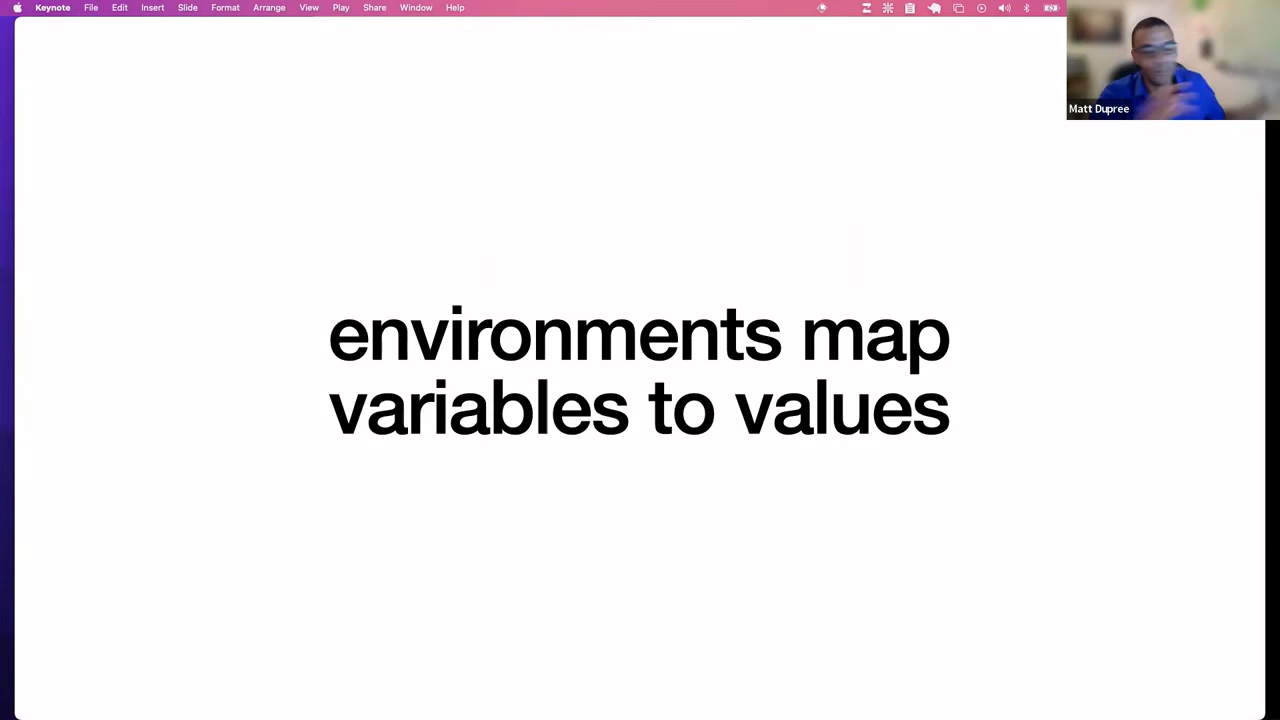 Keynote File Edit Insert Slide Format Arrange View Play Share Window Help
Matt Dupree
environments map
variables to values